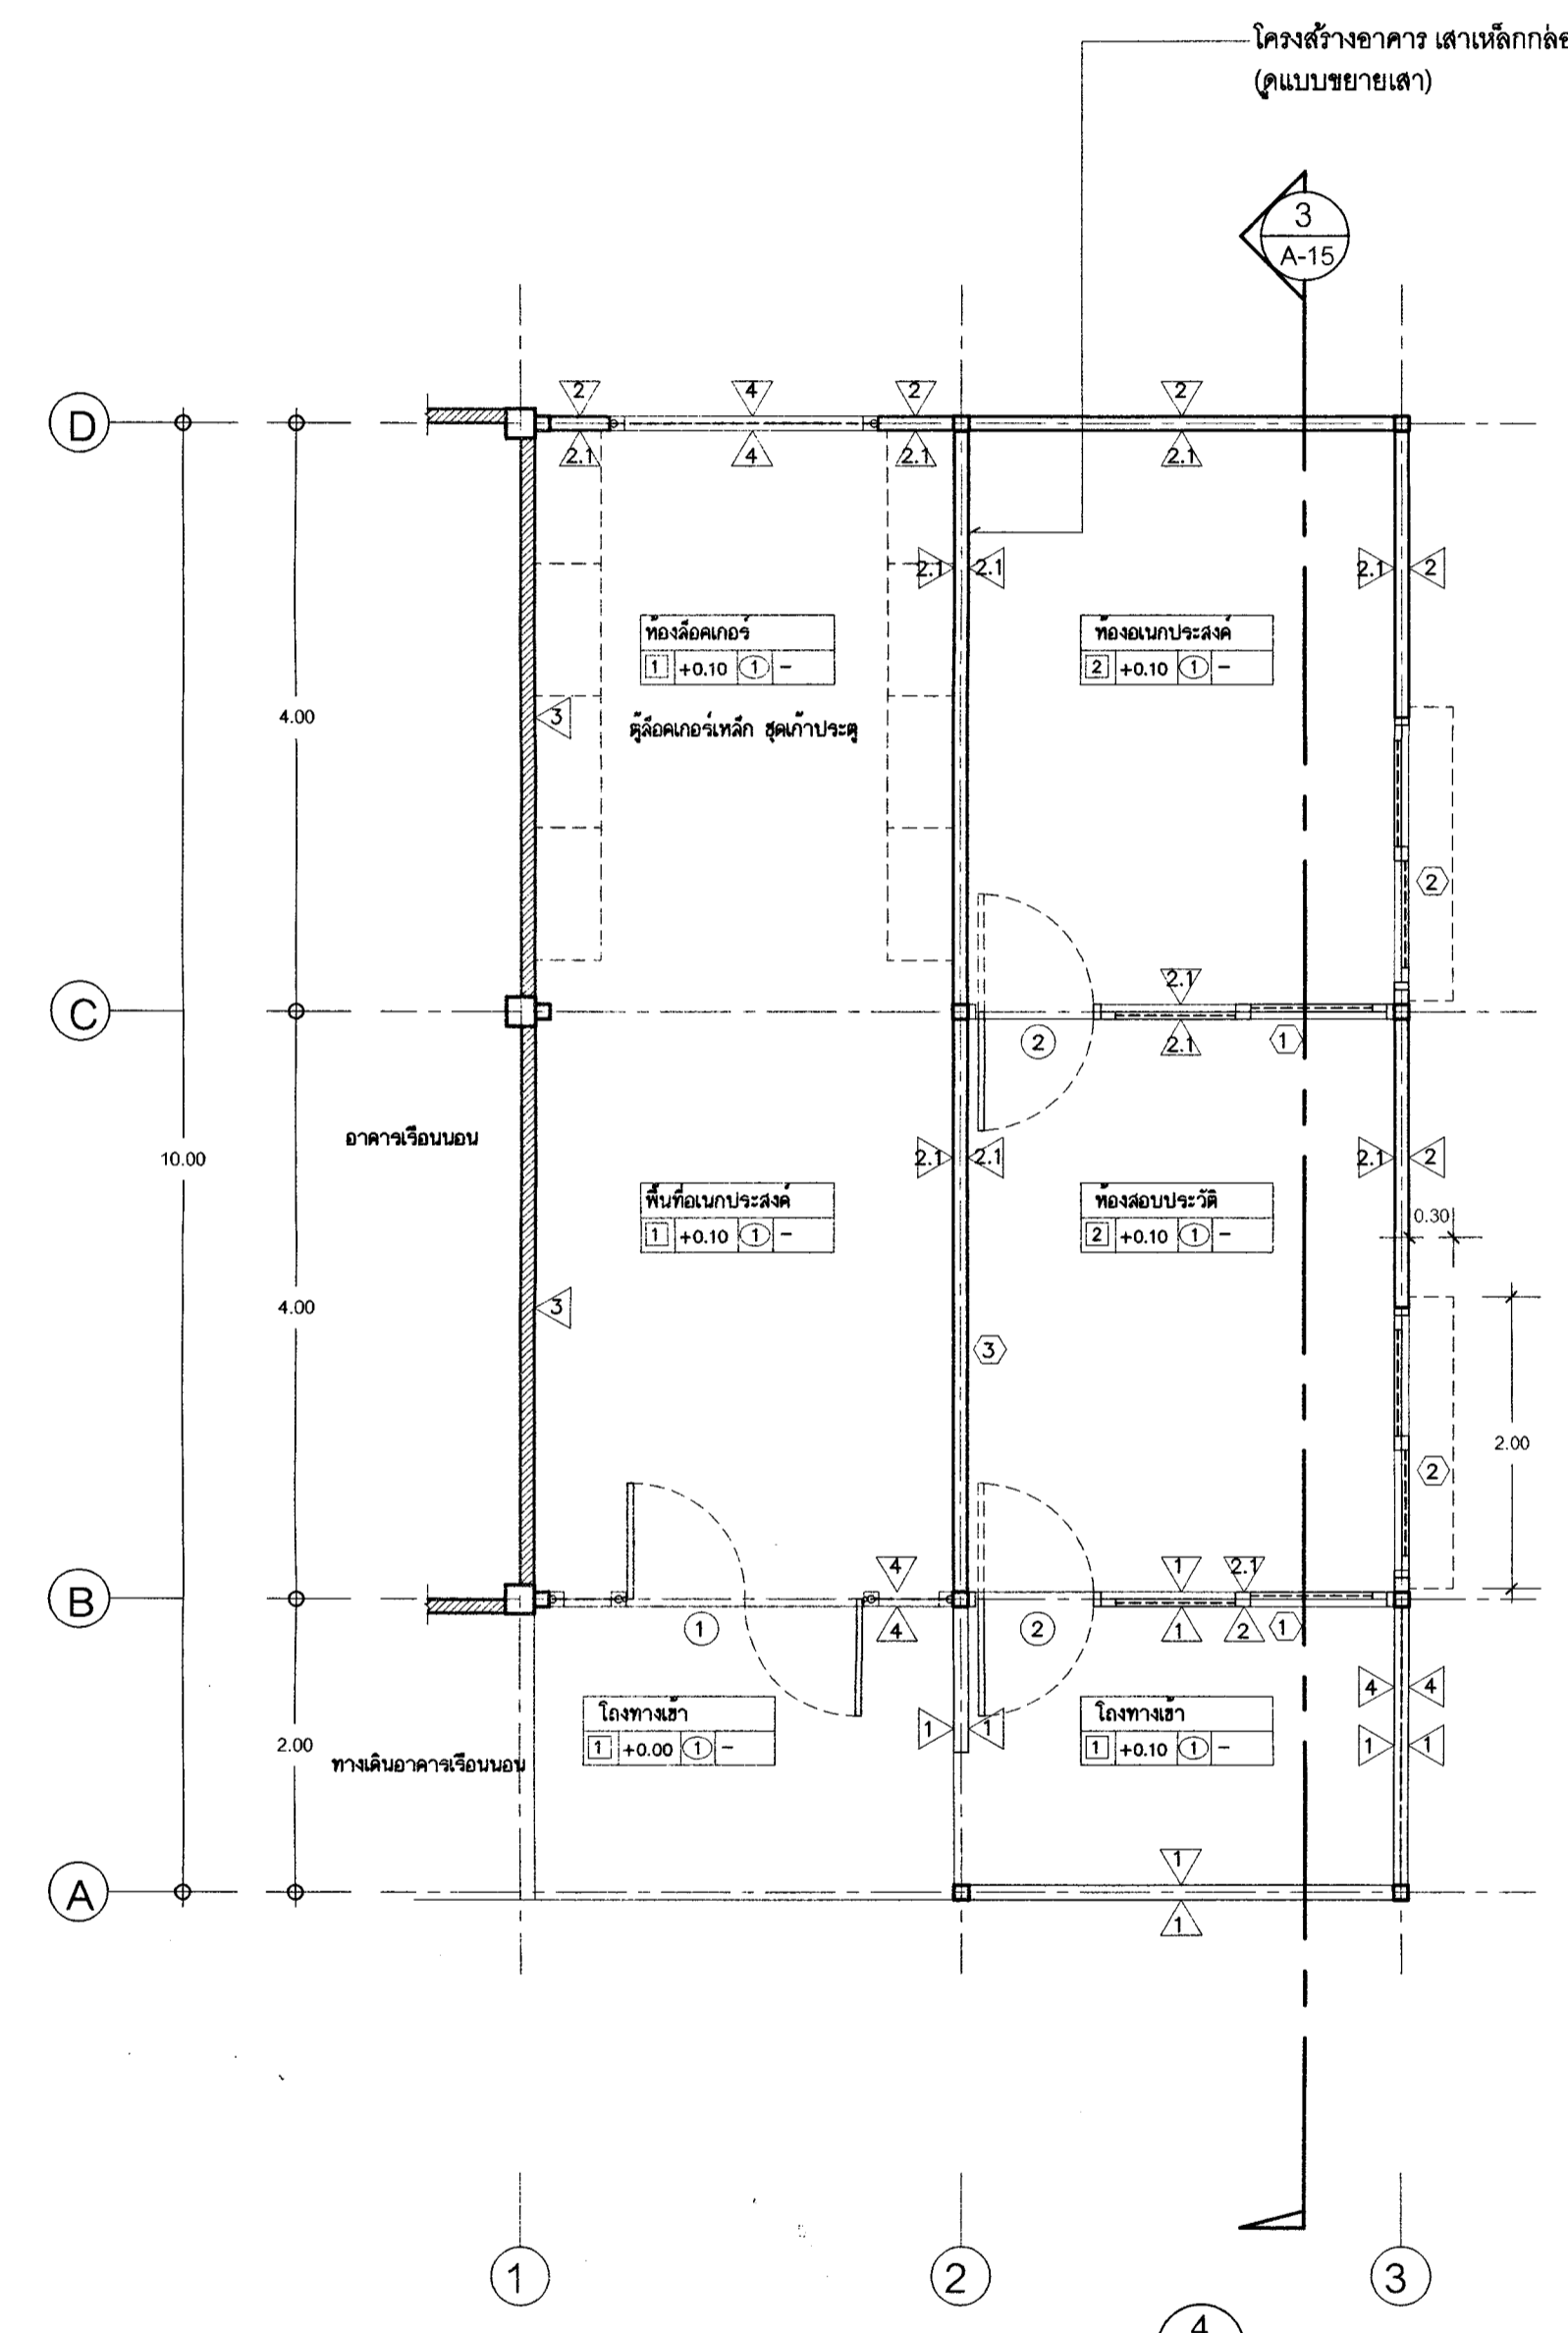 โครงสร้างอาคาร เสาเหล็กกล่อ
(ดูแบบขยายเสา)
3
A-15
D
2
4
2
2
2.1
4
2.1
2.1
2.1
2.1
2.1
2
ห้องล็อคเกอร์
1 +0.10 1 -
ห้องอเนกประสงค์
2 +0.10 1 -
4.00
3
ตู้ล็อคเกอร์เหล็ก ชุดเก้าประตู
2
C
2.1
2
2.1
1
10.00
อาคารเรือนนอน
2.1
2.1
2.1
2
พื้นที่อเนกประสงค์
1 +0.10 1 -
ห้องสอบประวัติ
2 +0.10 1 -
0.30
4.00
3
3
2.00
2
B
4
1
2.1
1
4
2
1
2
1
4
4
โถงทางเข้า
1 +0.00 1 -
โถงทางเข้า
1 +0.10 1 -
1
1
1
1
2.00
ทางเดินอาคารเรือนนอน
A
1
1
1
2
3
4